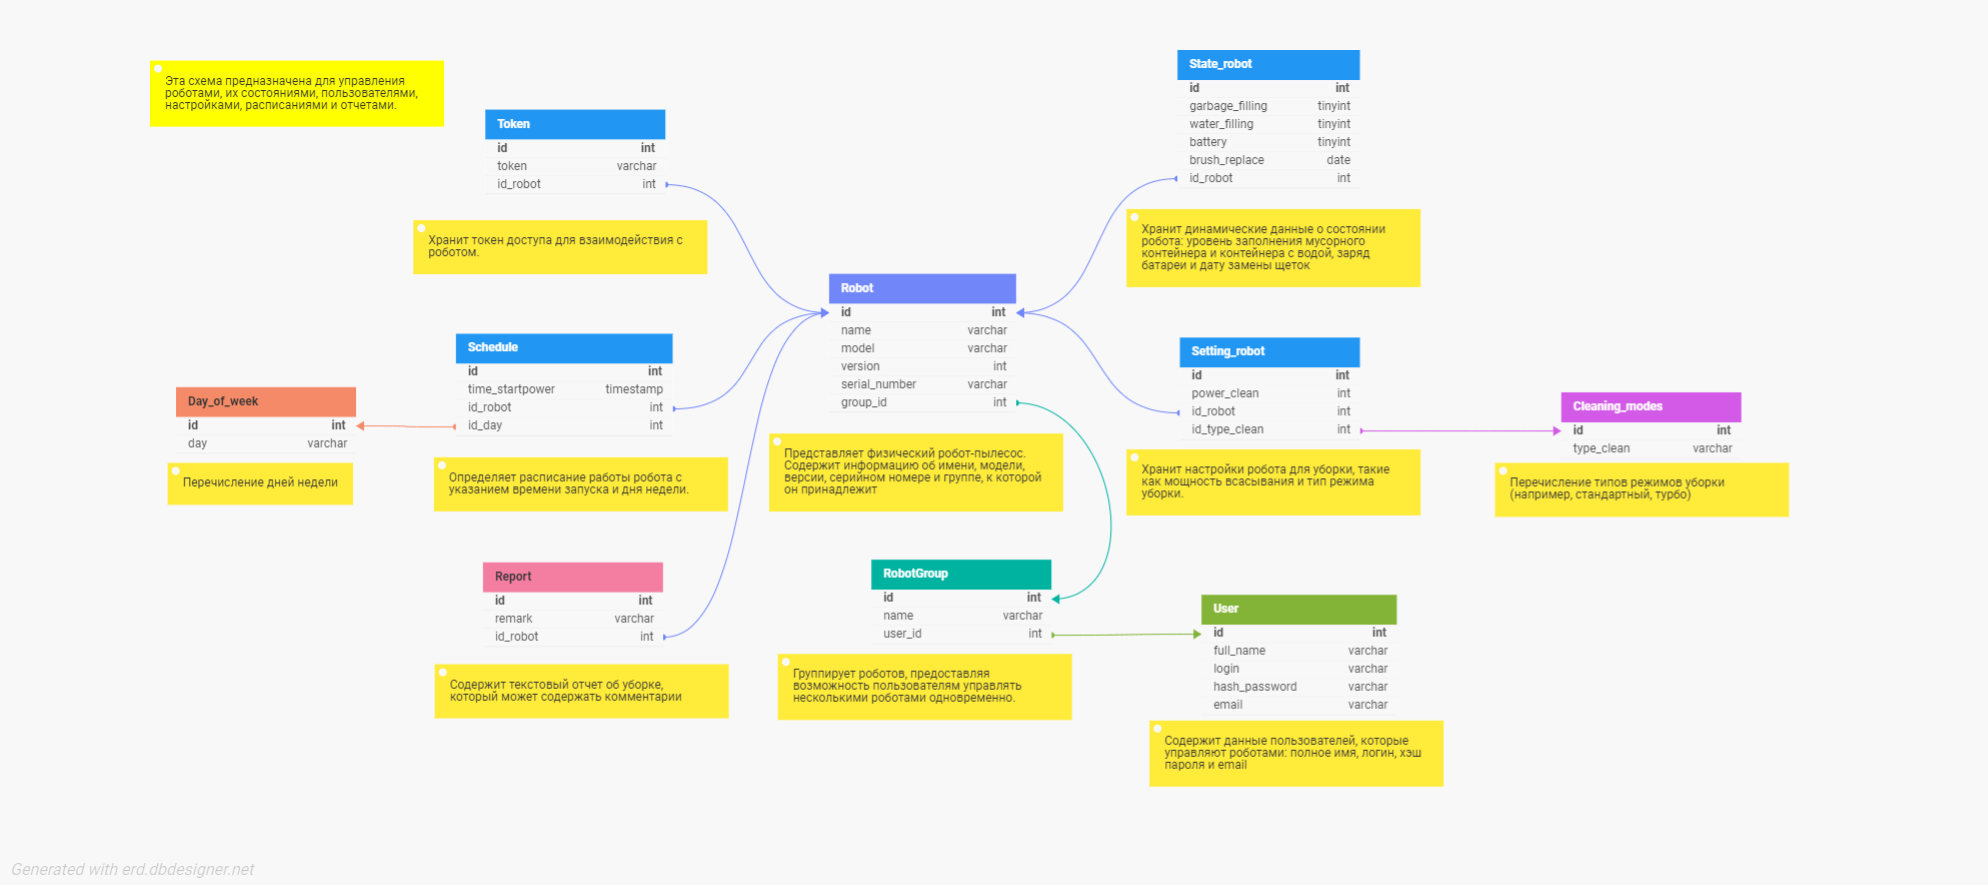 Эта схема предназначена для управления
роботами, их состояниями, пользователями,
настройками, расписаниями и отчетами.
Token
id int
token varchar
id_robot int
Хранит токен доступа для взаимодействия с
роботом.
State_robot
id int
garbage_filling tinyint
water_filling tinyint
battery tinyint
brush_replace date
id_robot int
Хранит динамические данные о состоянии
робота: уровень заполнения мусорного
контейнера и контейнера с водой, заряд
батареи и дату замены щеток
Robot
id int
name varchar
model varchar
version int
serial_number varchar
group_id int
Представляет физический робот-пылесос.
Содержит информацию об имени, модели,
версии, серийном номере и группе, к которой
он принадлежит
Schedule
id int
time_startpower timestamp
id_robot int
id_day int
Определяет расписание работы робота с
указанием времени запуска и дня недели.
Day_of_week
id int
day varchar
Перечисление дней недели
Setting_robot
id int
power_clean int
id_robot int
id_type_clean int
Хранит настройки робота для уборки, такие
как мощность всасывания и тип режима
уборки.
Cleaning_modes
id int
type_clean varchar
Перечисление типов режимов уборки
(например, стандартный, турбо)
Report
id int
remark varchar
id_robot int
Содержит текстовый отчет об уборке,
который может содержать комментарии
RobotGroup
id int
name varchar
user_id int
Группирует роботов, предоставляя
возможность пользователям управлять
несколькими роботами одновременно.
User
id int
full_name varchar
login varchar
hash_password varchar
email varchar
Содержит данные пользователей, которые
управляют роботами: полное имя, логин, хэш
пароля и email
Generated with erd.dbdesigner.net